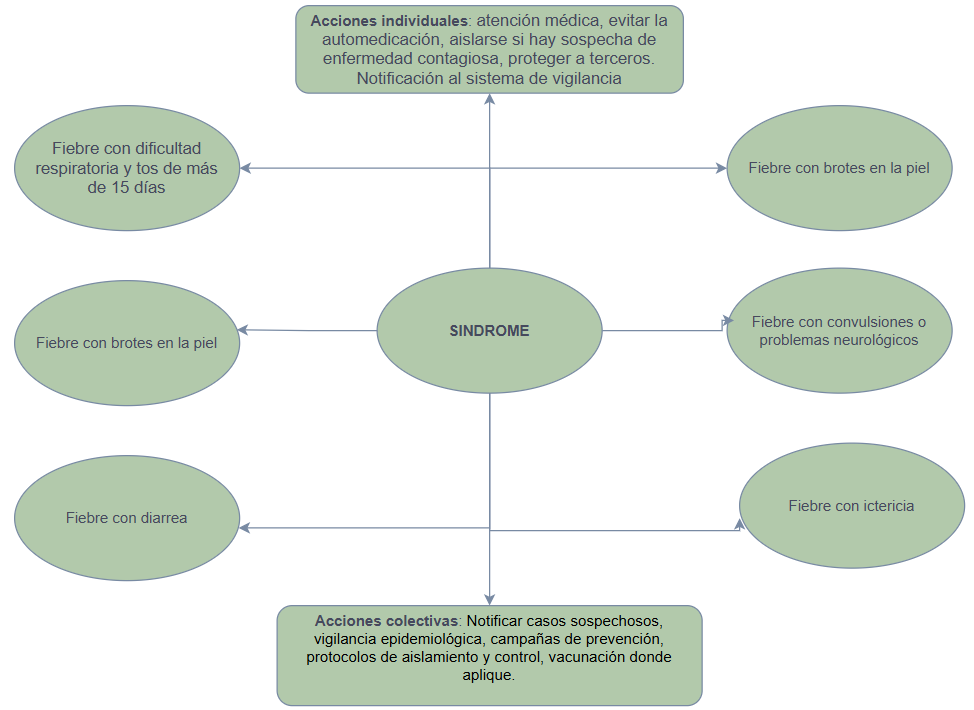 Acciones individuales: atención médica, evitar la
automedicación, aislarse si hay sospecha de
enfermedad contagiosa, proteger a terceros.
Notificación al sistema de vigilancia
Fiebre con dificultad
respiratoria y tos de más
de 15 días
Fiebre con brotes en la piel
Fiebre con brotes en la piel
SINDROME
Fiebre con convulsiones o
problemas neurológicos
Fiebre con diarrea
Fiebre con ictericia
Acciones colectivas: Notificar casos sospechosos,
vigilancia epidemiológica, campañas de prevención,
protocolos de aislamiento y control, vacunación donde
aplique.